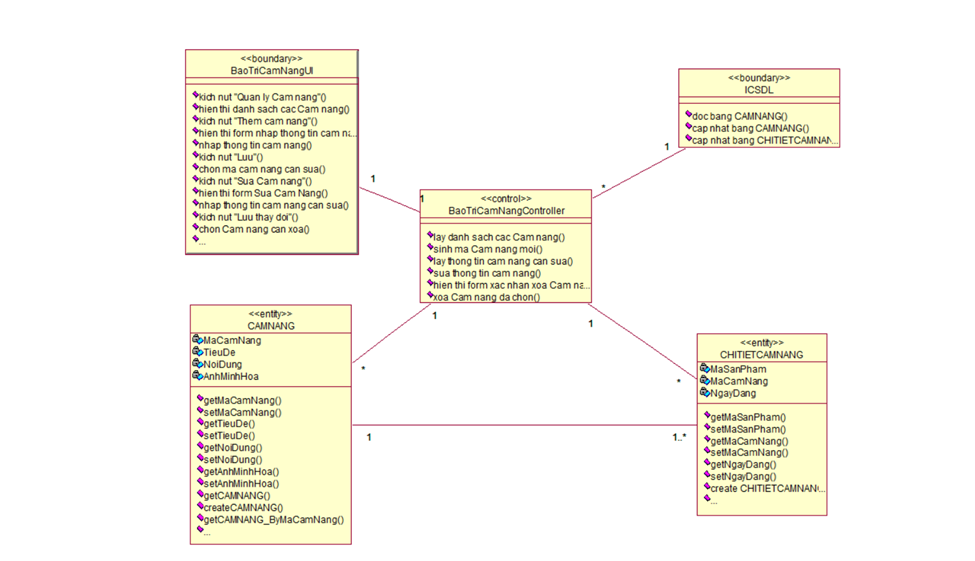 <<boundary>>
BaoTriCamNangUI
kich nut "Quan ly Cam nang"()
hien thi danh sach cac Cam nang()
kich nut "Them cam nang"()
hien thi form nhap thong tin cam na...
nhap thong tin cam nang()
kich nut "Luu"()
chon ma cam nang can sua()
kich nut "Sua Cam nang"()
hien thi form Sua Cam Nang()
nhap thong tin cam nang can sua()
kich nut "Luu thay doi"()
chon Cam nang can xoa()
...
<<boundary>>
ICSDL
doc bang CAMNANG()
cap nhat bang CAMNANG()
cap nhat bang CHITIETCAMNAN...
1
1
1
*
<<control>>
BaoTriCamNangController
lay danh sach cac Cam nang()
sinh ma Cam nang moi()
lay thong tin cam nang can sua()
sua thong tin cam nang()
hien thi form xac nhan xoa Cam na...
xoa Cam nang da chon()
1
*
1
*
<<entity>>
CAMNANG
MaCamNang
TieuDe
NoiDung
AnhMinhHoa
getMaCamNang()
setMaCamNang()
getTieuDe()
setTieuDe()
getNoiDung()
setNoiDung()
getAnhMinhHoa()
setAnhMinhHoa()
getCAMNANG()
createCAMNANG()
getCAMNANG_ByMaCamNang()
...
1
1..*
<<entity>>
CHITIETCAMNANG
MaSanPham
MaCamNang
NgayDang
getMaSanPham()
setMaSanPham()
getMaCamNang()
setMaCamNang()
getNgayDang()
setNgayDang()
create CHITIETCAMNAN...
...